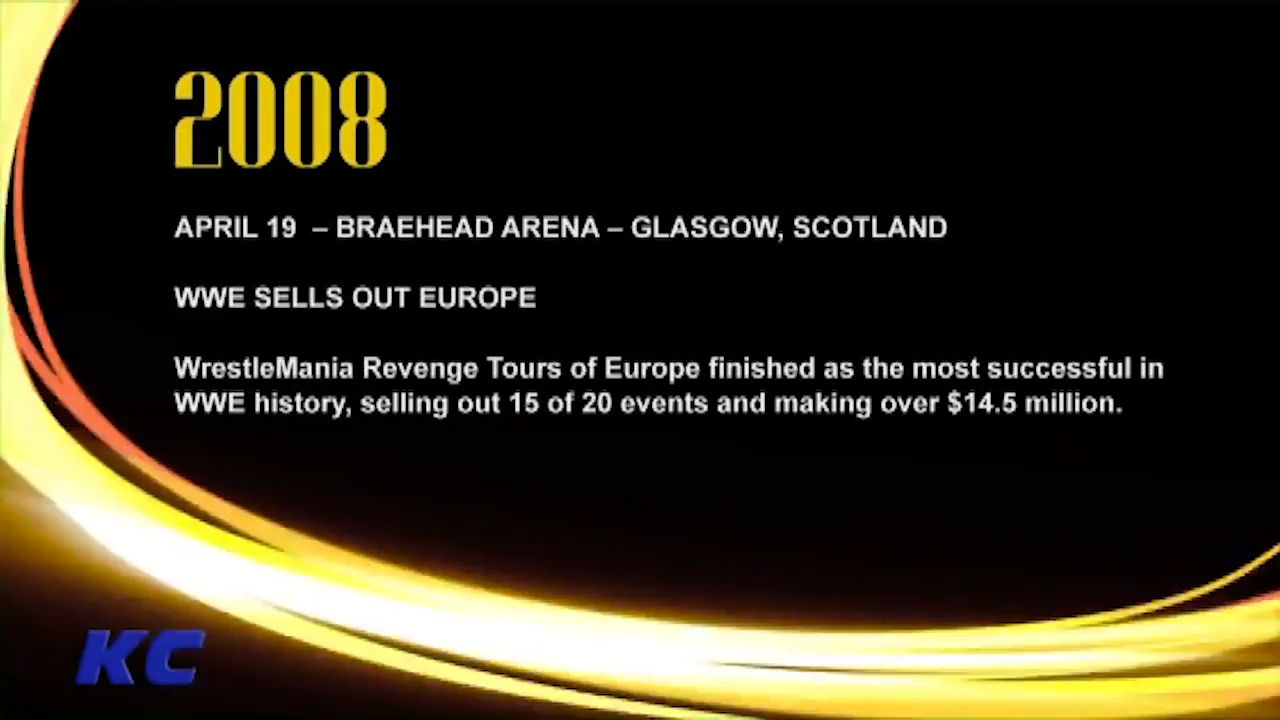 2008
APRIL 19 – BRAEHEAD ARENA – GLASGOW, SCOTLAND
WWE SELLS OUT EUROPE
WrestleMania Revenge Tours of Europe finished as the most successful in
WWE history, selling out 15 of 20 events and making over $14.5 million.
KC